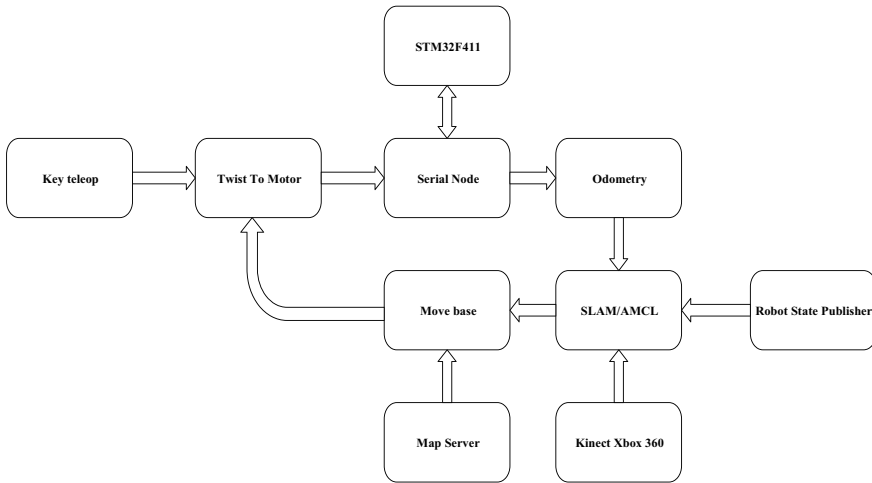 STM32F411
Key teleop
Twist To Motor
Serial Node
Odometry
Move base
SLAM/AMCL
Robot State Publisher
Map Server
Kinect Xbox 360